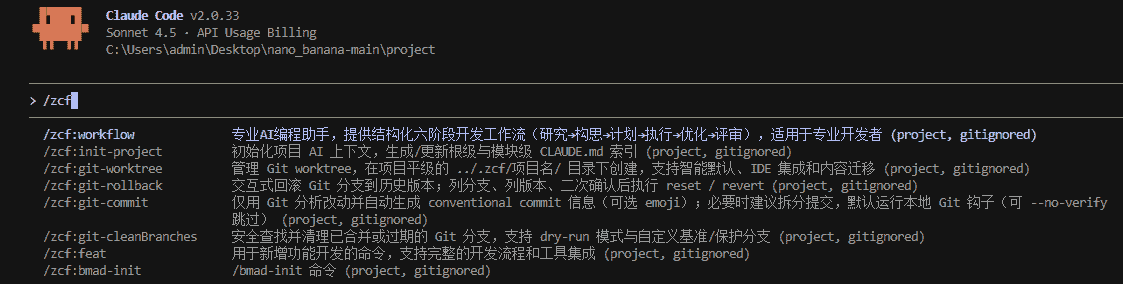 Claude Code v2.0.33
Sonnet 4.5 · API Usage Billing
C:\Users\admin\Desktop\nano_banana-main\project
> /zcf
/zcf:workflow 专业AI编程助手，提供结构化六阶段开发工作流（研究→构思→计划→执行→优化→评审），适用于专业开发者 (project, gitignored)
/zcf:init-project 初始化项目 AI 上下文，生成/更新根级与模块级 CLAUDE.md 索引 (project, gitignored)
/zcf:git-worktree 管理 Git worktree，在项目平级的 ../.zcf/项目名/ 目录下创建，支持智能默认、IDE 集成和内容迁移 (project, gitignored)
/zcf:git-rollback 交互式回滚 Git 分支到历史版本；列分支、列版本、二次确认后执行 reset / revert (project, gitignored)
/zcf:git-commit 仅用 Git 分析改动并自动生成 conventional commit 信息（可选 emoji）；必要时建议拆分提交，默认运行本地 Git 钩子（可 --no-verify
跳过） (project, gitignored)
/zcf:git-cleanBranches 安全查找并清理已合并或过期的 Git 分支，支持 dry-run 模式与自定义基准/保护分支 (project, gitignored)
/zcf:feat 用于新增功能开发的命令，支持完整的开发流程和工具集成 (project, gitignored)
/zcf:bmad-init /bmad-init 命令 (project, gitignored)